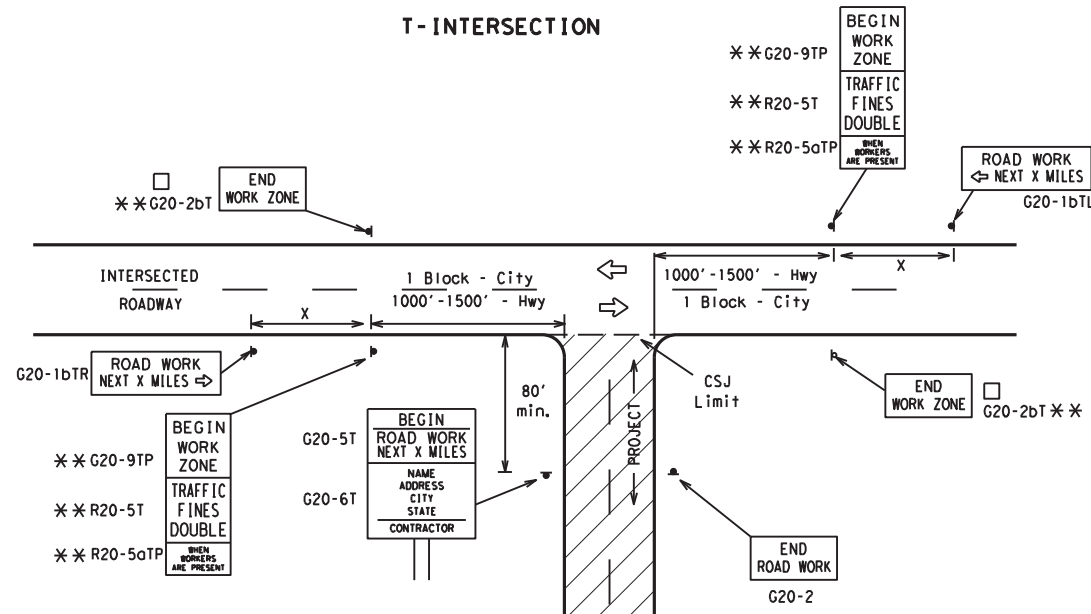 T-INTERSECTION
BEGIN
WORK
ZONE
TRAFFIC
FINES
DOUBLE
WHEN
WORKERS
ARE PRESENT
**G20-9TP
**R20-5T
**R20-5aTP
ROAD WORK
⇦ NEXT X MILES
G20-1bTL
□
**G20-2bT
END
WORK ZONE
INTERSECTED
ROADWAY
1 Block - City
1000'-1500' - Hwy
X
1000'-1500' - Hwy
1 Block - City
X
G20-1bTR
ROAD WORK
NEXT X MILES ⇨
80'
min.
CSJ
Limit
PROJECT
END
WORK ZONE
□
G20-2bT **
**G20-9TP
**R20-5T
**R20-5aTP
BEGIN
WORK
ZONE
TRAFFIC
FINES
DOUBLE
WHEN
WORKERS
ARE PRESENT
G20-5T
G20-6T
BEGIN
ROAD WORK
NEXT X MILES
NAME
ADDRESS
CITY
STATE
CONTRACTOR
END
ROAD WORK
G20-2